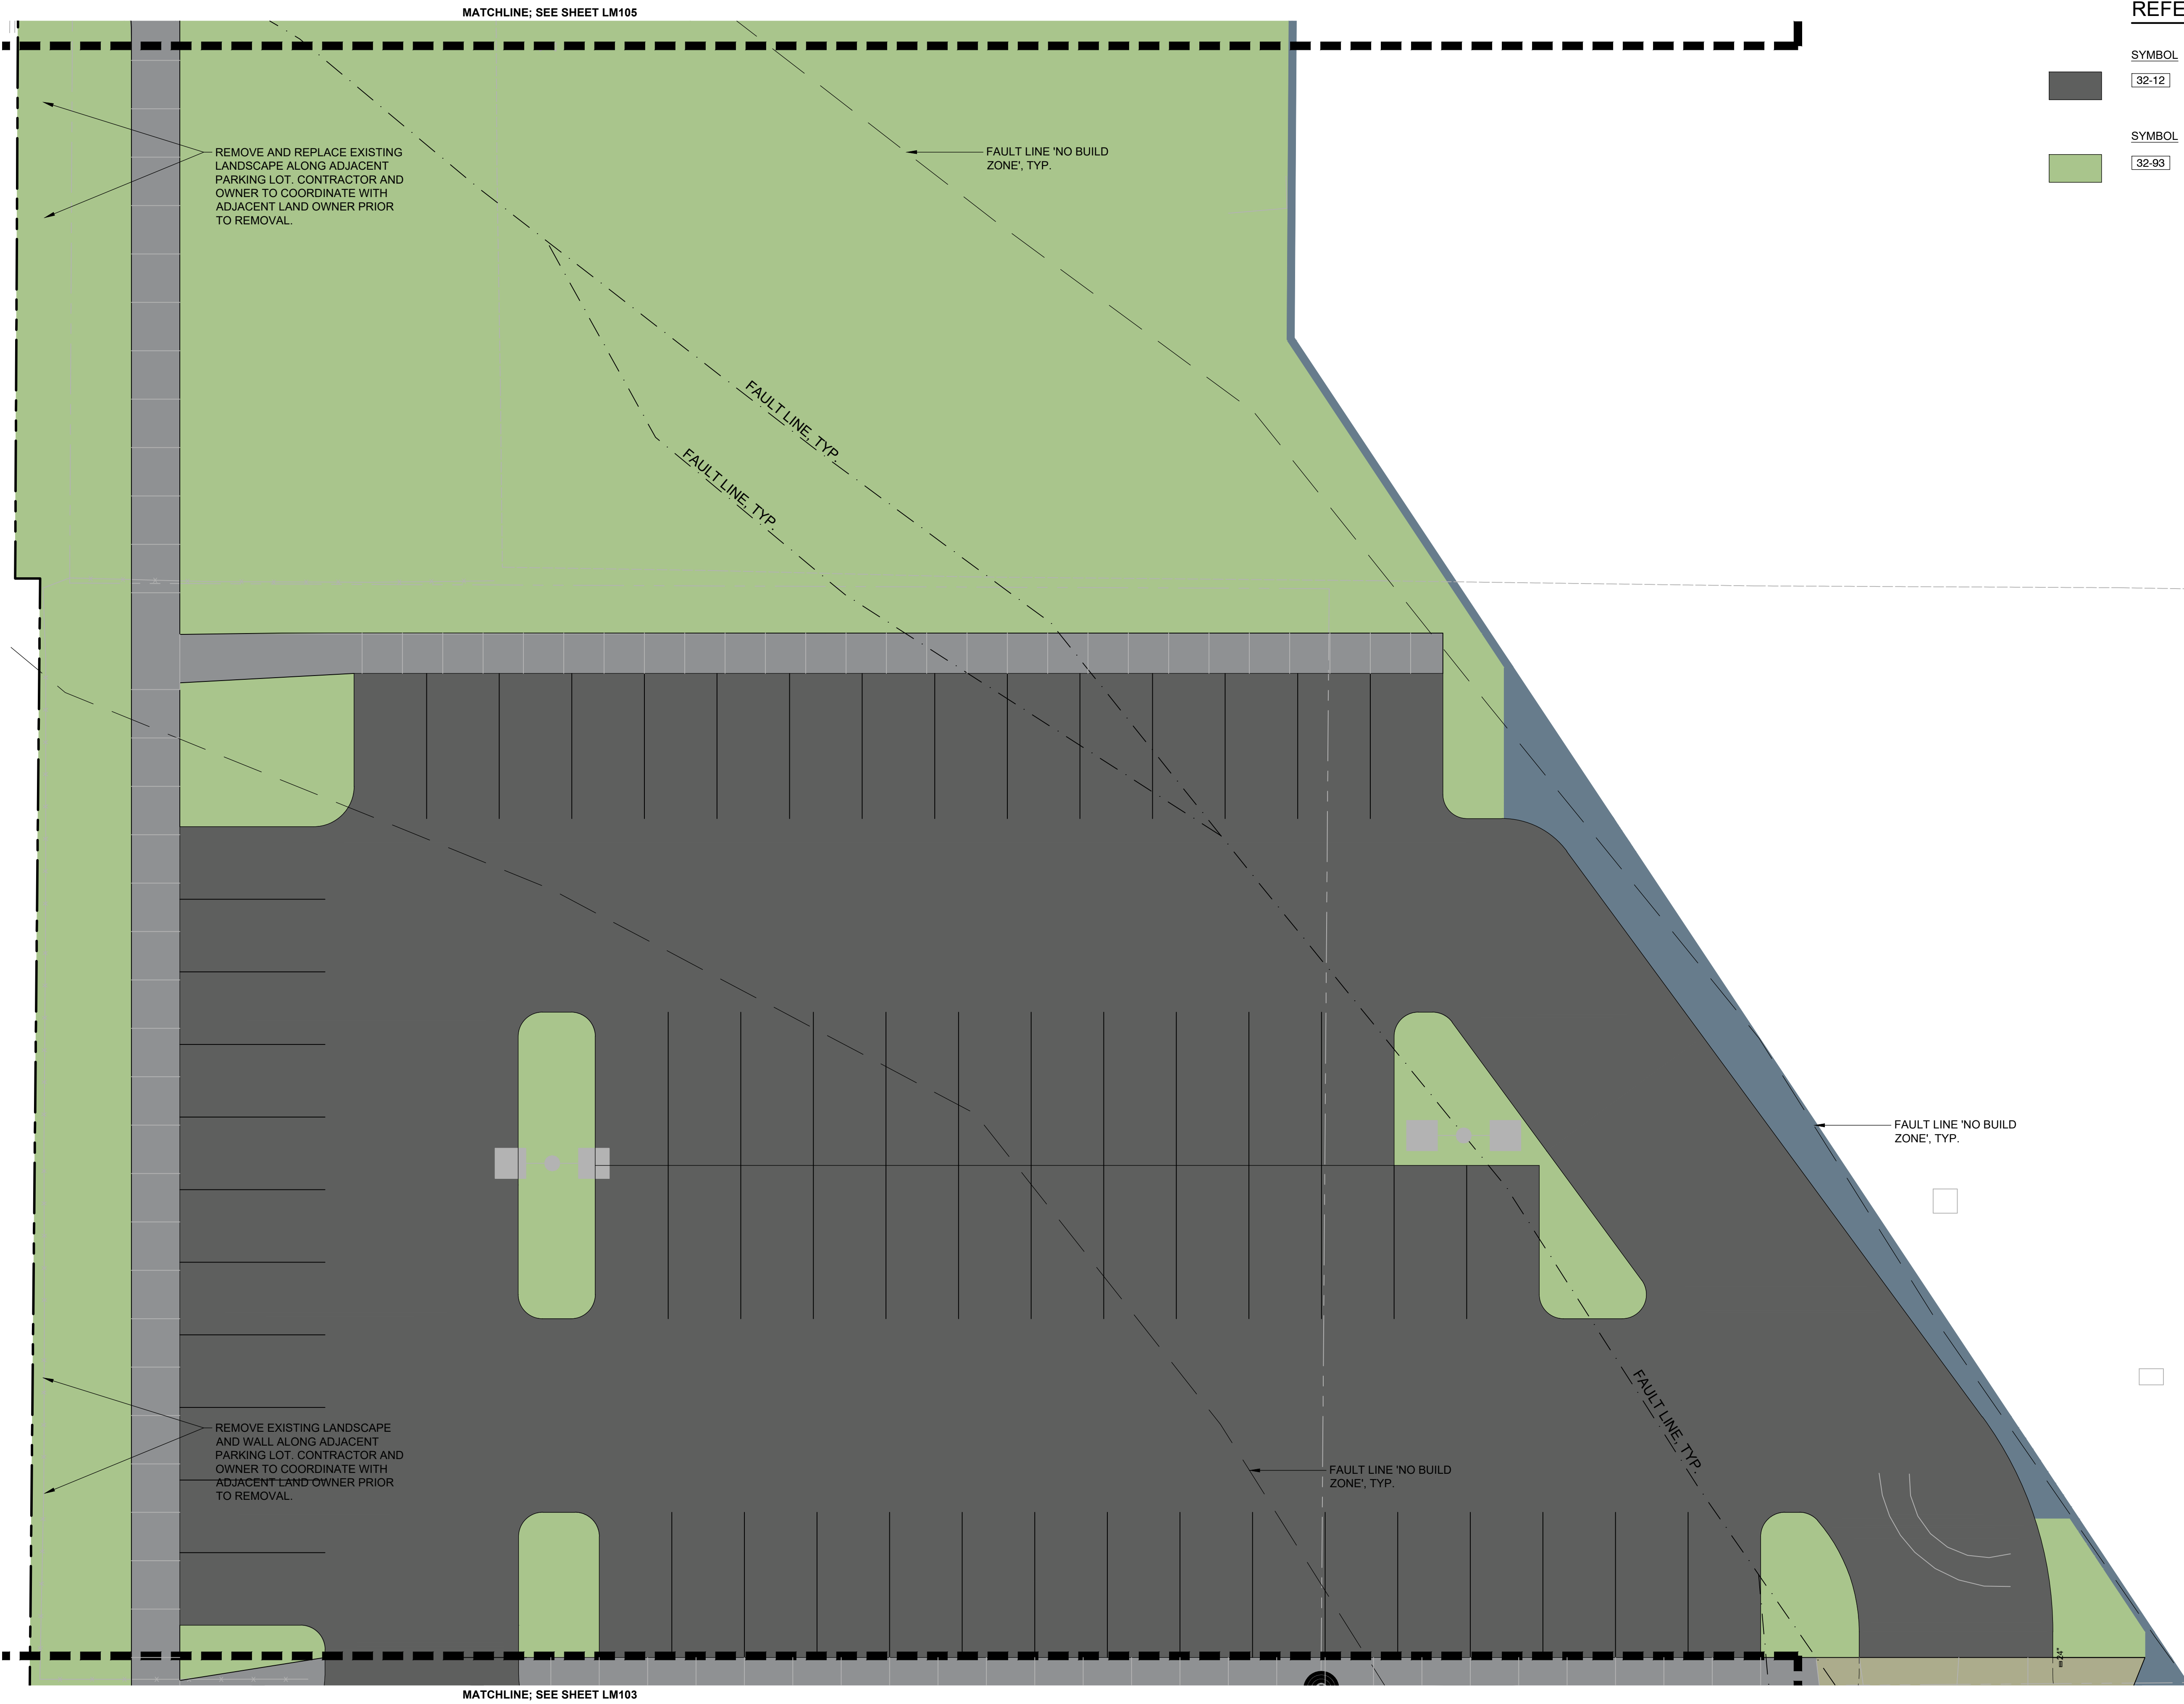 MATCHLINE; SEE SHEET LM105
REFE
SYMBOL
32-12
SYMBOL
32-93
REMOVE AND REPLACE EXISTING
LANDSCAPE ALONG ADJACENT
PARKING LOT. CONTRACTOR AND
OWNER TO COORDINATE WITH
ADJACENT LAND OWNER PRIOR
TO REMOVAL.
FAULT LINE 'NO BUILD
ZONE', TYP.
FAULT LINE, TYP.
FAULT LINE, TYP.
FAULT LINE 'NO BUILD
ZONE', TYP.
FAULT LINE, TYP.
REMOVE EXISTING LANDSCAPE
AND WALL ALONG ADJACENT
PARKING LOT. CONTRACTOR AND
OWNER TO COORDINATE WITH
ADJACENT LAND OWNER PRIOR
TO REMOVAL.
FAULT LINE 'NO BUILD
ZONE', TYP.
24"
MATCHLINE; SEE SHEET LM103